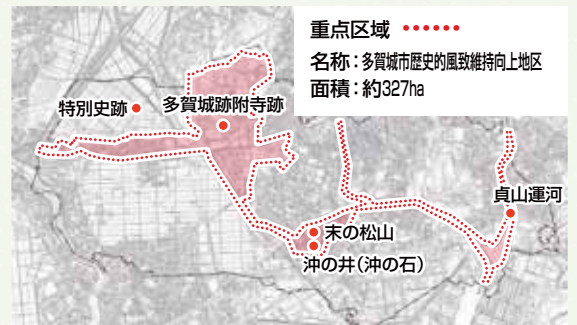 重点区域
名称：多賀城市歴史的風致維持向上地区
面積：約327ha
特別史跡
多賀城跡附寺跡
貞山運河
末の松山
沖の井（沖の石）